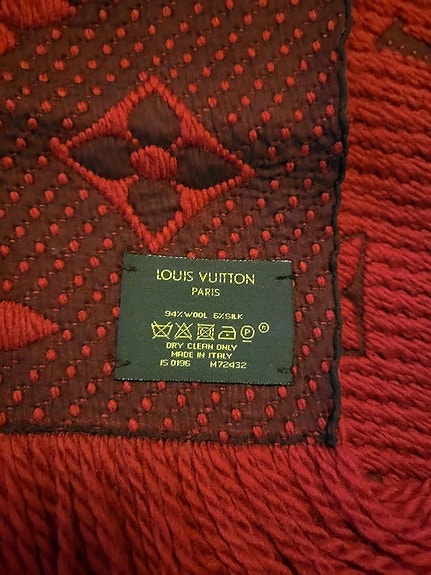 LOUIS VUITTON
PARIS
94%WOOL 6%SILK
P
DRY CLEAN ONLY
MADE IN ITALY
IS 0196 M72432